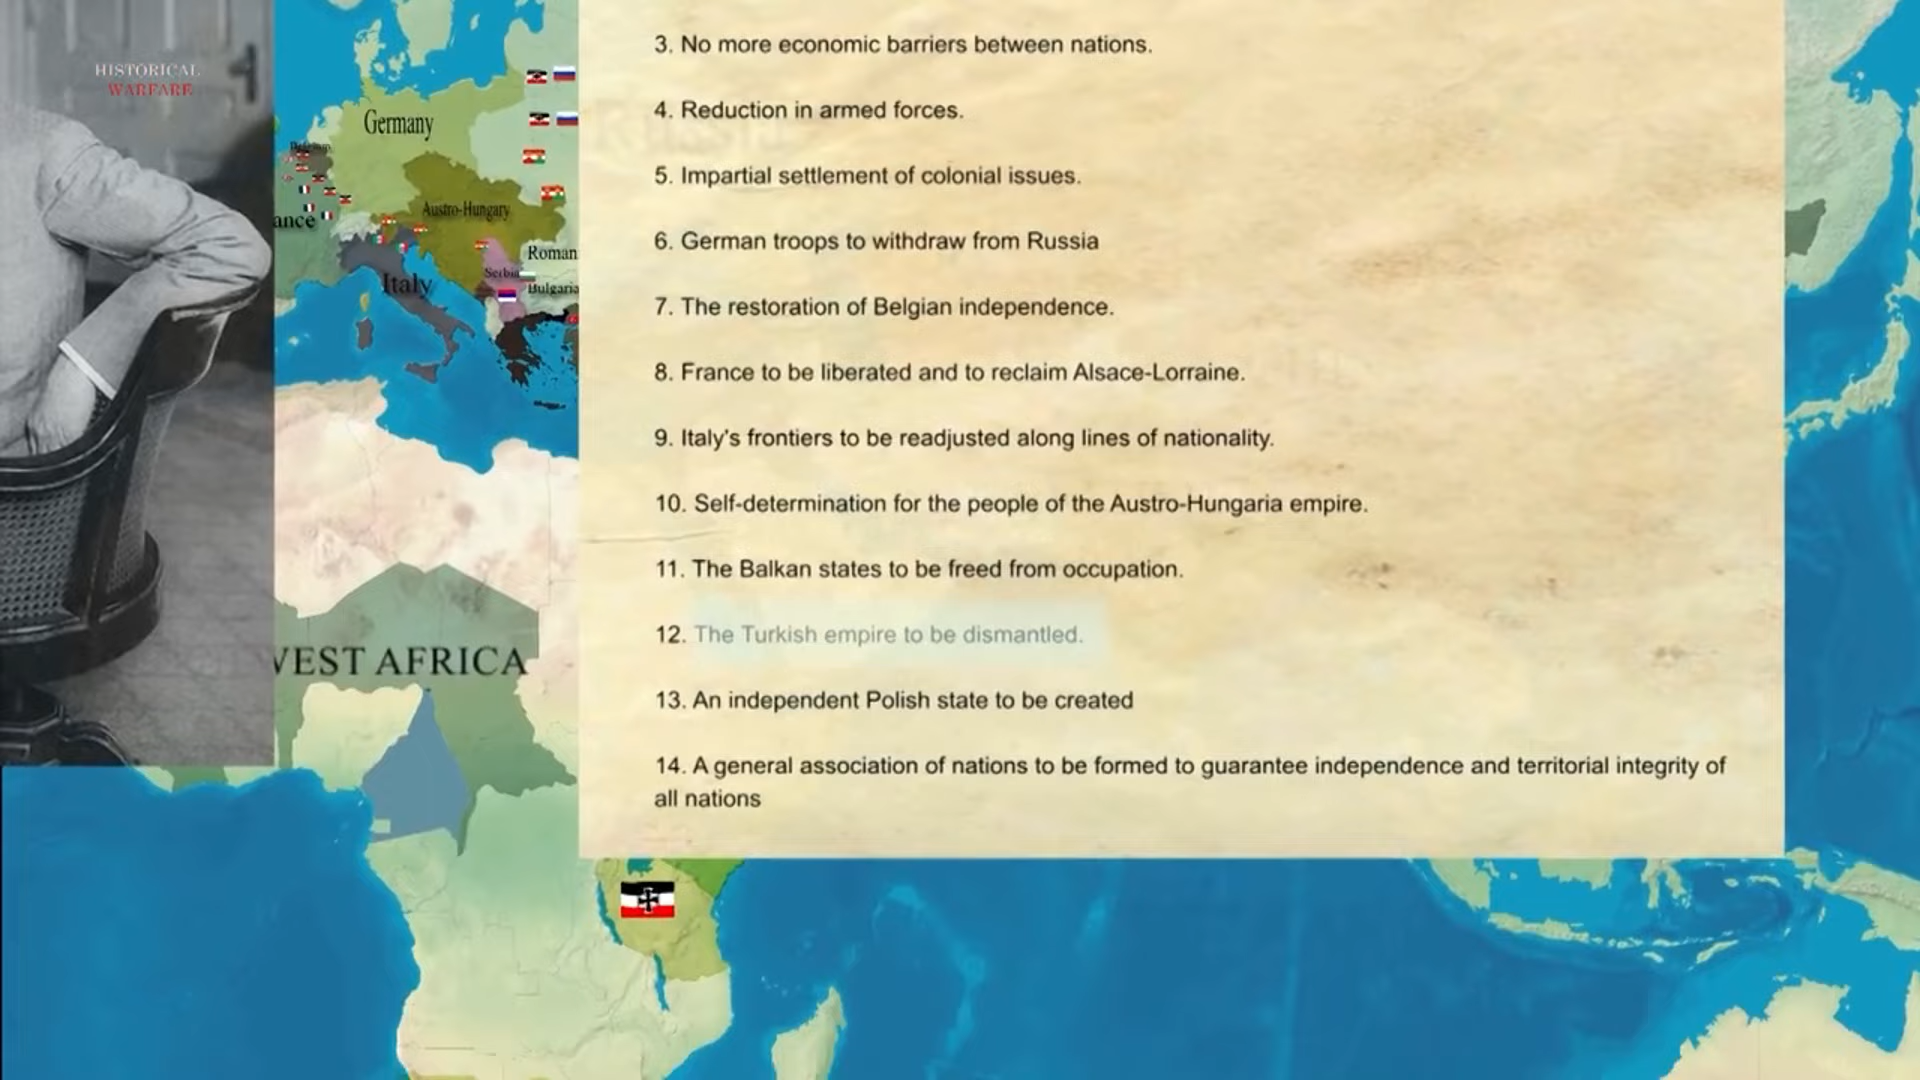 HISTORICAL
WARFARE
Germany
Belgium
ance
Austro-Hungary
Roman
Serbia
Bulgaria
Italy
WEST AFRICA
3. No more economic barriers between nations.
4. Reduction in armed forces.
5. Impartial settlement of colonial issues.
6. German troops to withdraw from Russia
7. The restoration of Belgian independence.
8. France to be liberated and to reclaim Alsace-Lorraine.
9. Italy's frontiers to be readjusted along lines of nationality.
10. Self-determination for the people of the Austro-Hungaria empire.
11. The Balkan states to be freed from occupation.
12. The Turkish empire to be dismantled.
13. An independent Polish state to be created
14. A general association of nations to be formed to guarantee independence and territorial integrity of
all nations